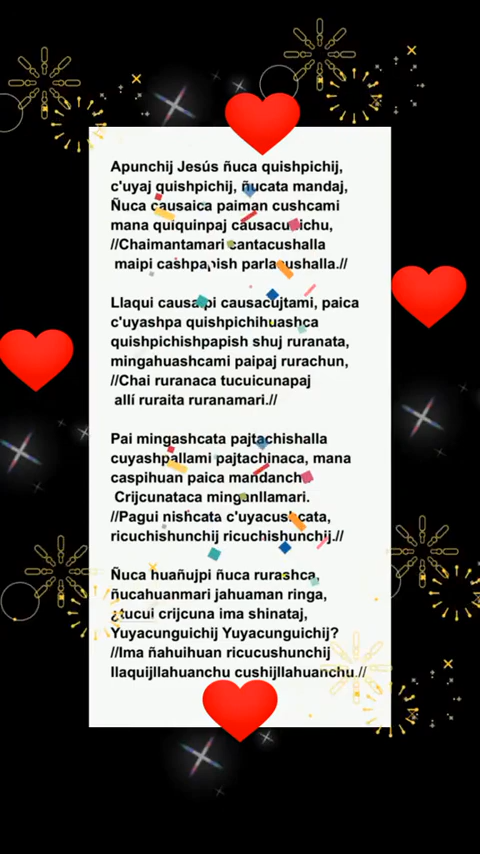 Apunchij Jesús ñuca quishpichij,
c'uyaj quishpichij, ñucata mandaj,
Ñuca causaica paiman cushcami
mana quiquinpaj causacunichu,
//Chaimantamari cantacushalla
maipi cashpapish parlacushalla.//
Llaqui causaipi causacujtami, paica
c'uyashpa quishpichihuashca
quishpichishpapish shuj ruranata,
mingahuashcami paipaj rurachun,
//Chai ruranaca tucuicunapaj
allí ruraita ruranamari.//
Pai mingashcata pajtachishalla
cuyashpallami pajtachinaca, mana
caspihuan paica mandanchu
Crijcunataca minganllamari.
//Pagui nishcata c'uyacushcata,
ricuchishunchij ricuchishunchij.//
Ñuca huañujpi ñuca rurashca,
ñucahuanmari jahuaman ringa,
¿tucui crijcuna ima shinataj,
Yuyacunguichij Yuyacunguichij?
//Ima ñahuihuan ricucushunchij
llaquijllahuanchu cushijllahuanchu.//